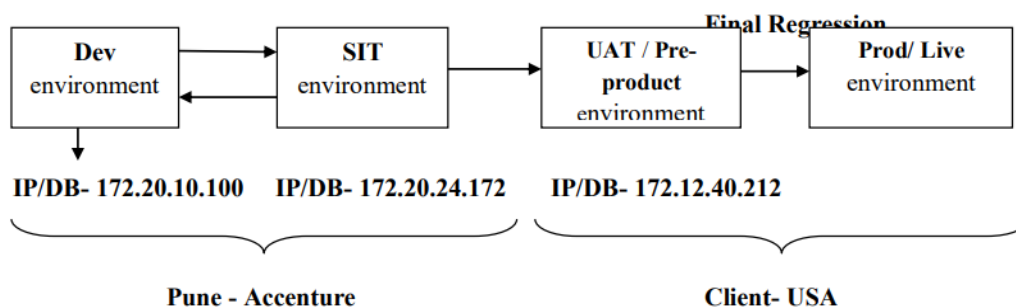 Final Regression
Dev
environment
SIT
environment
UAT / Pre-
product
environment
Prod/ Live
environment
IP/DB- 172.20.10.100
IP/DB- 172.20.24.172
IP/DB- 172.12.40.212
Pune - Accenture
Client- USA